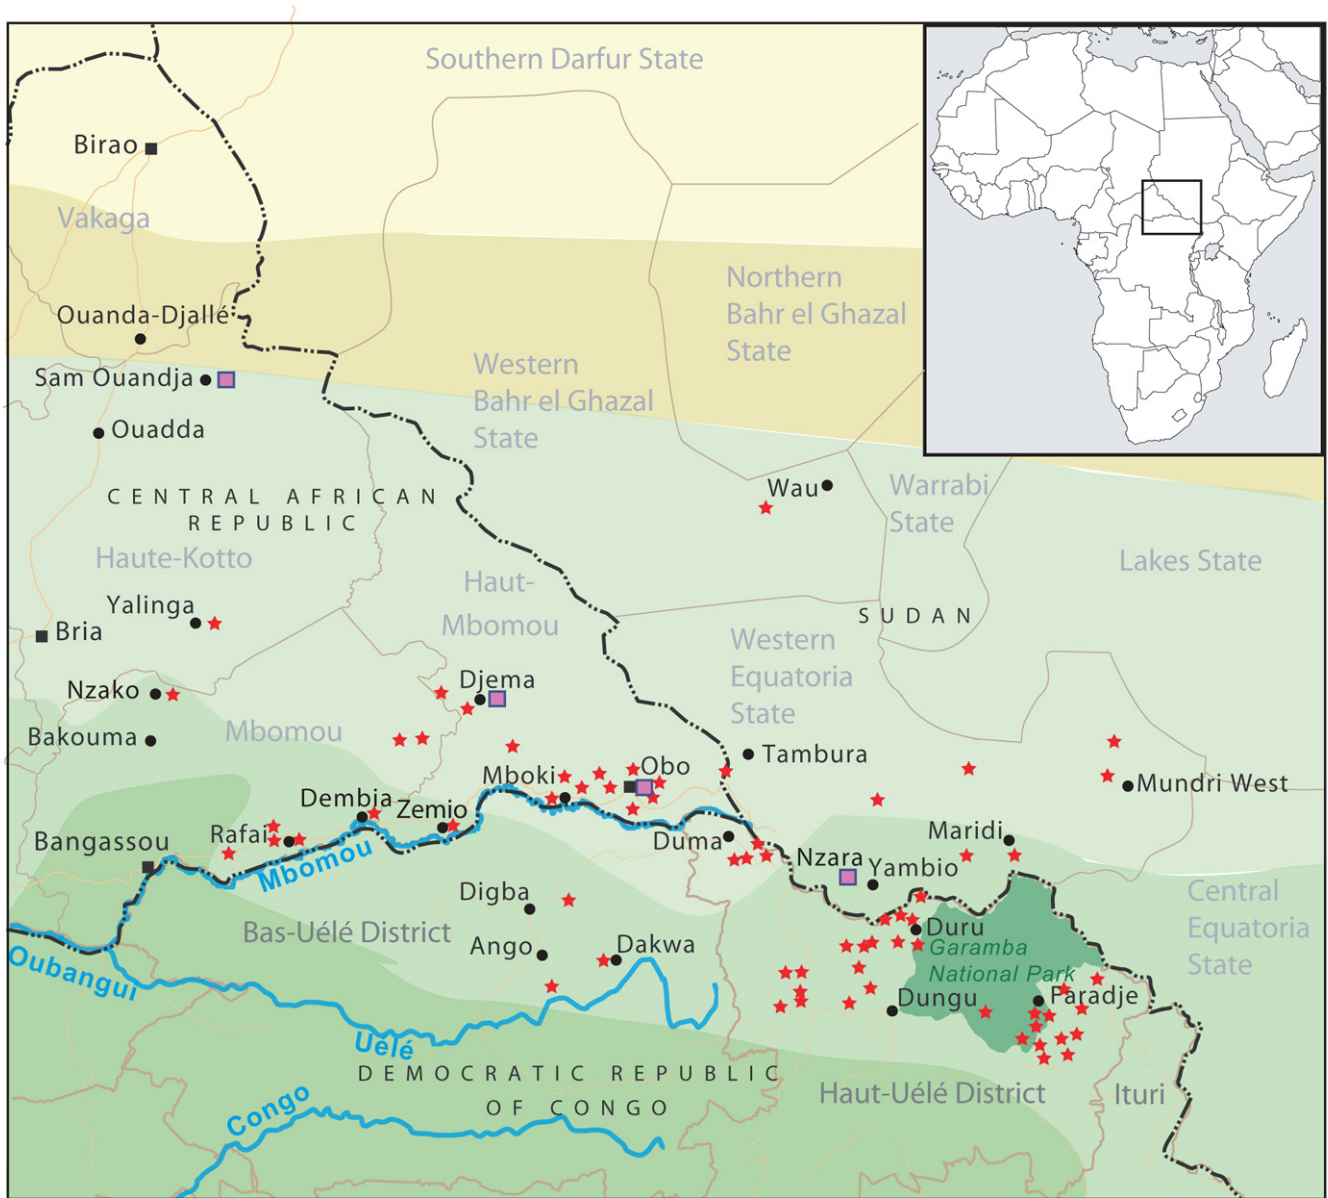 Southern Darfur State
Birao
Vakaga
Northern
Bahr el Ghazal
State
Ouanda-Djallé
Western
Bahr el Ghazal
State
Sam Ouandja
Ouadda
Wau
Warrabi
State
CENTRAL AFRICAN
REPUBLIC
Haute-Kotto
Lakes State
Haut-
Mbomou
Yalinga
SUDAN
Bria
Western
Equatoria
State
Djema
Nzako
Mbomou
Bakouma
Tambura
Obo
Mboki
Mundri West
Dembia
Zemio
Rafai
Bangassou
Duma
Maridi
Mbomou
Nzara
Yambio
Digba
Central
Equatoria
State
Bas-Uélé District
Ango
Dakwa
Duru
Garamba
National Park
Oubangui
Dungu
Faradje
Uélé
DEMOCRATIC REPUBLIC
OF CONGO
Haut-Uélé District
Ituri
Congo